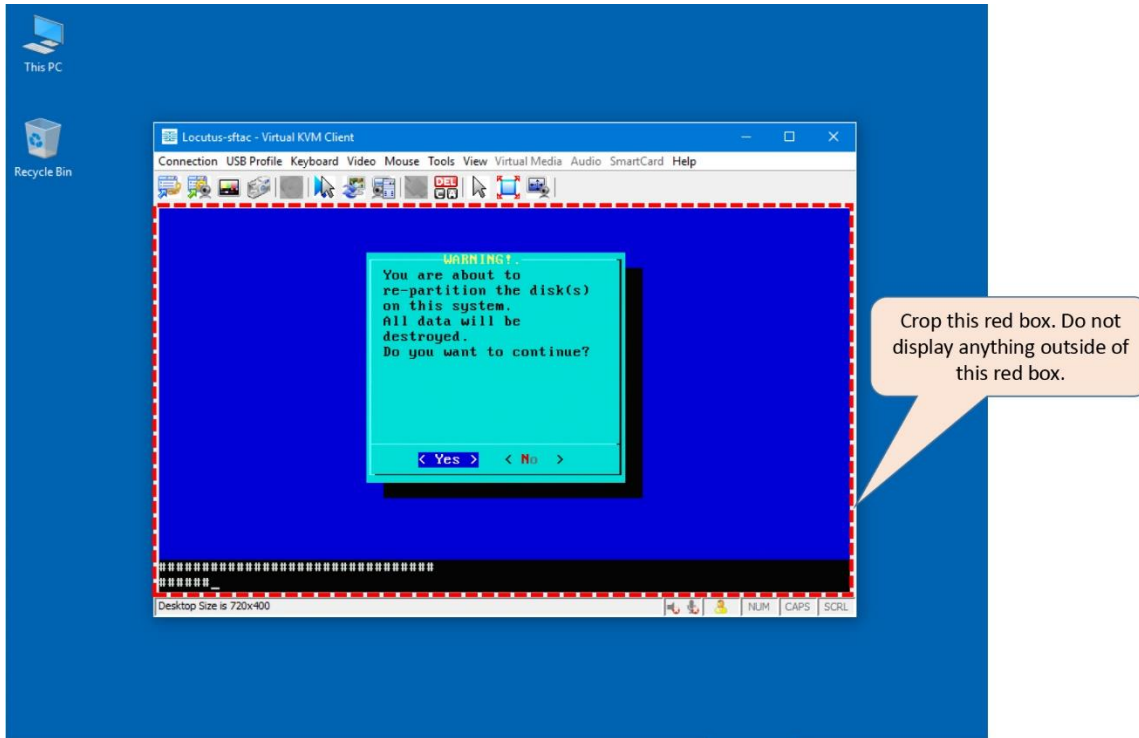 This PC
Recycle Bin
Locutus-sftac - Virtual KVM Client
Connection USB Profile Keyboard Video Mouse Tools View Virtual Media Audio SmartCard Help
DEL
C A
WARNING!.
You are about to
re-partition the disk(s)
on this system.
All data will be
destroyed.
Do you want to continue?
< Yes > < No >
################################
######_
Desktop Size is 720x400
NUM CAPS SCRL
Crop this red box. Do not
display anything outside of
this red box.